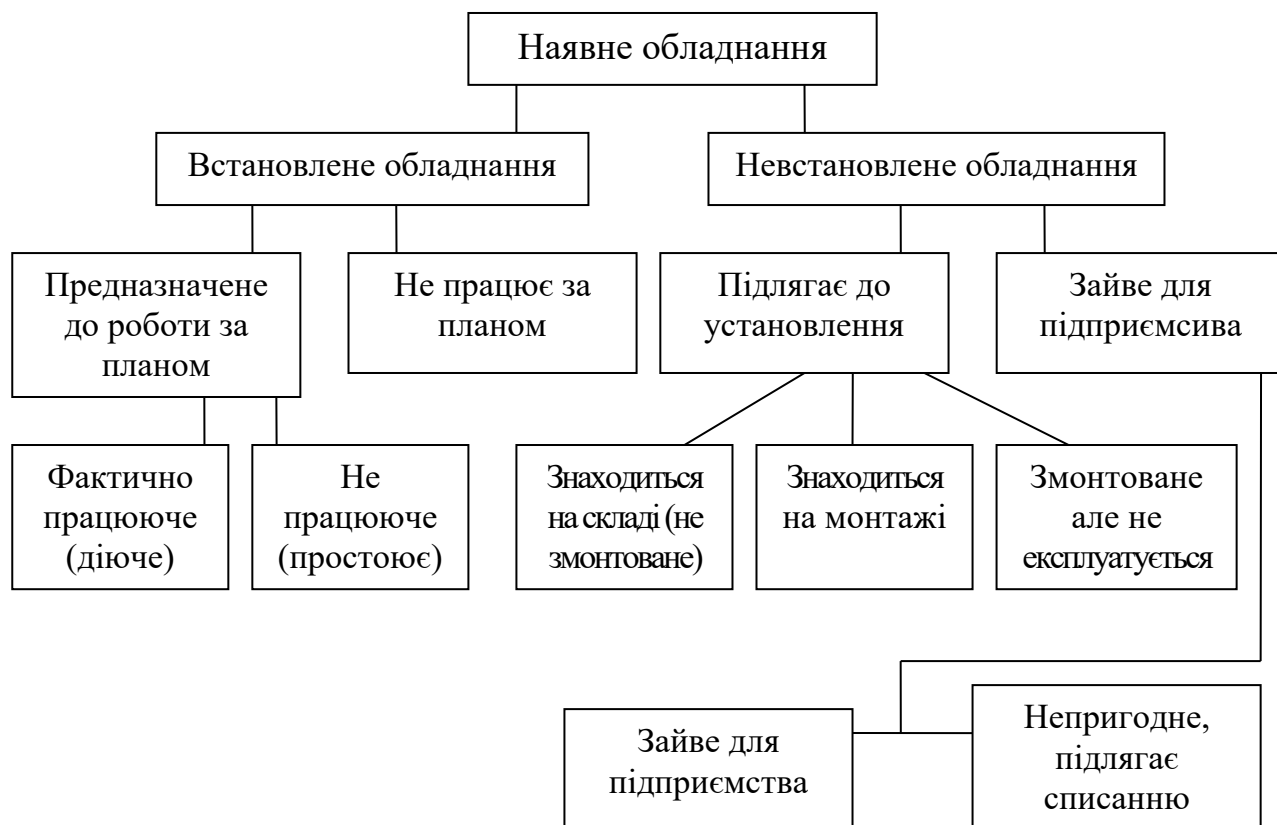 Наявне обладнання
Встановлене обладнання
Невстановлене обладнання
Предназначене
до роботи за
планом
Не працює за
планом
Підлягає до
установлення
Зайве для
підприємсива
Фактично
працююче
(діюче)
Не
працююче
(простоює)
Знаходиться
на складі (не
змонтоване)
Знаходиться
на монтажі
Змонтоване
але не
експлуатується
Зайве для
підприємства
Непригодне,
підлягає
списанню